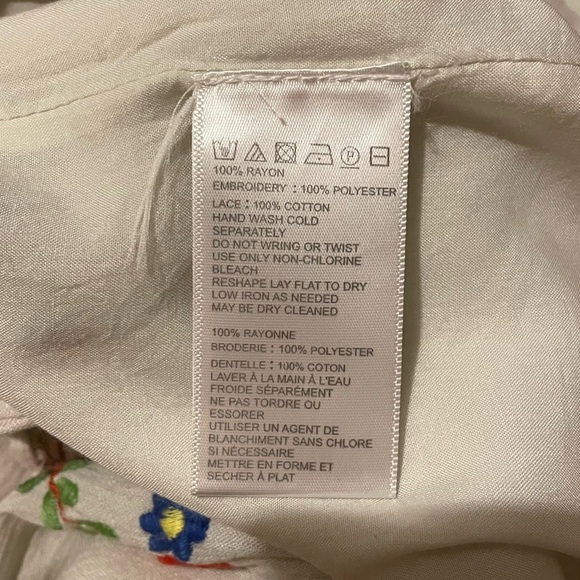 100% RAYON
EMBROIDERY : 100% POLYESTER
LACE : 100% COTTON
HAND WASH COLD
SEPARATELY
DO NOT WRING OR TWIST
USE ONLY NON-CHLORINE
BLEACH
RESHAPE LAY FLAT TO DRY
LOW IRON AS NEEDED
MAY BE DRY CLEANED
100% RAYONNE
BRODERIE : 100% POLYESTER
DENTELLE : 100% COTON
LAVER À LA MAIN À L'EAU
FROIDE SÉPARÉMENT
NE PAS TORDRE OU
ESSORER
UTILISER UN AGENT DE
BLANCHIMENT SANS CHLORE
SI NÉCESSAIRE
METTRE EN FORME ET
SECHER À PLAT